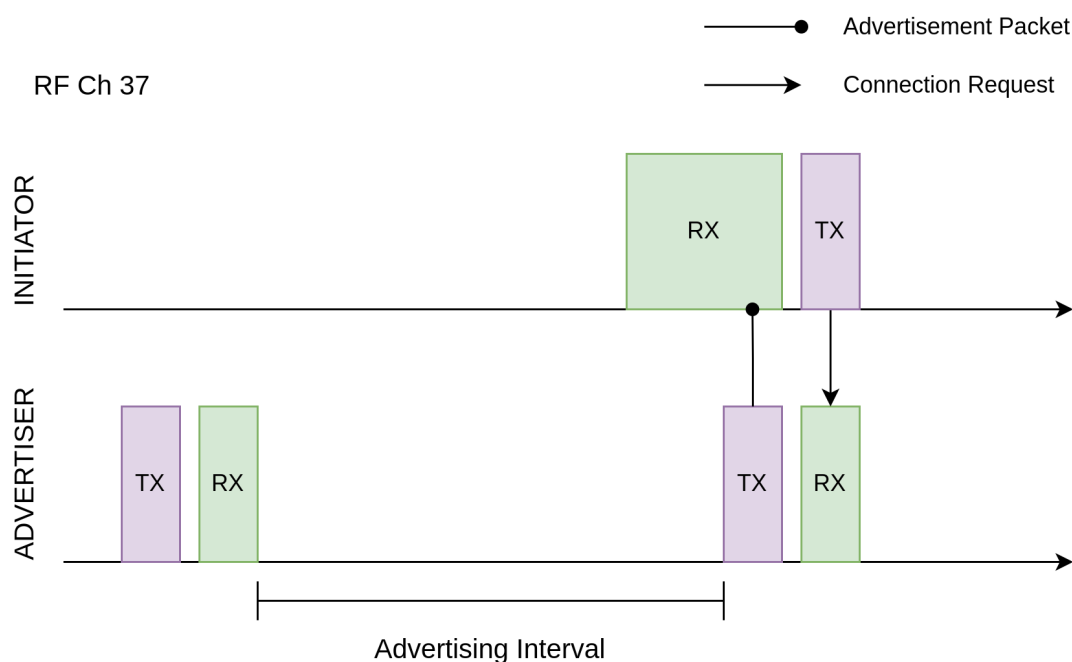 Advertisement Packet
RF Ch 37
Connection Request
INITIATOR
RX
TX
ADVERTISER
TX
RX
TX
RX
Advertising Interval